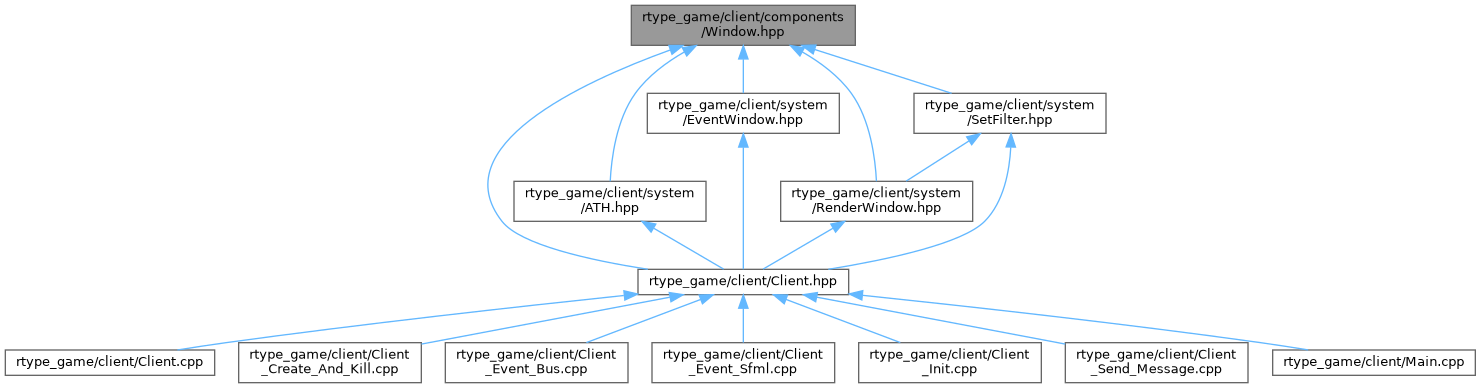 rtype_game/client/components
/Window.hpp
rtype_game/client/system
/EventWindow.hpp
rtype_game/client/system
/SetFilter.hpp
rtype_game/client/system
/ATH.hpp
rtype_game/client/system
/RenderWindow.hpp
rtype_game/client/Client.hpp
rtype_game/client/Client.cpp
rtype_game/client/Client
_Create_And_Kill.cpp
rtype_game/client/Client
_Event_Bus.cpp
rtype_game/client/Client
_Event_Sfml.cpp
rtype_game/client/Client
_Init.cpp
rtype_game/client/Client
_Send_Message.cpp
rtype_game/client/Main.cpp